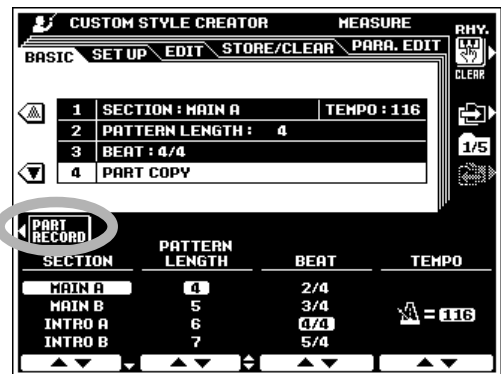 CUSTOM STYLE CREATOR MEASURE RHY.
BASIC SET UP EDIT STORE/CLEAR PARA. EDIT
CLEAR
1 SECTION : MAIN A TEMPO : 116
2 PATTERN LENGTH : 4
3 BEAT : 4/4
1/5
4 PART COPY
PART
RECORD
SECTION PATTERN LENGTH BEAT TEMPO
MAIN A 4 2/4
MAIN B 5 3/4
INTRO A 6 4/4 = 116
INTRO B 7 5/4